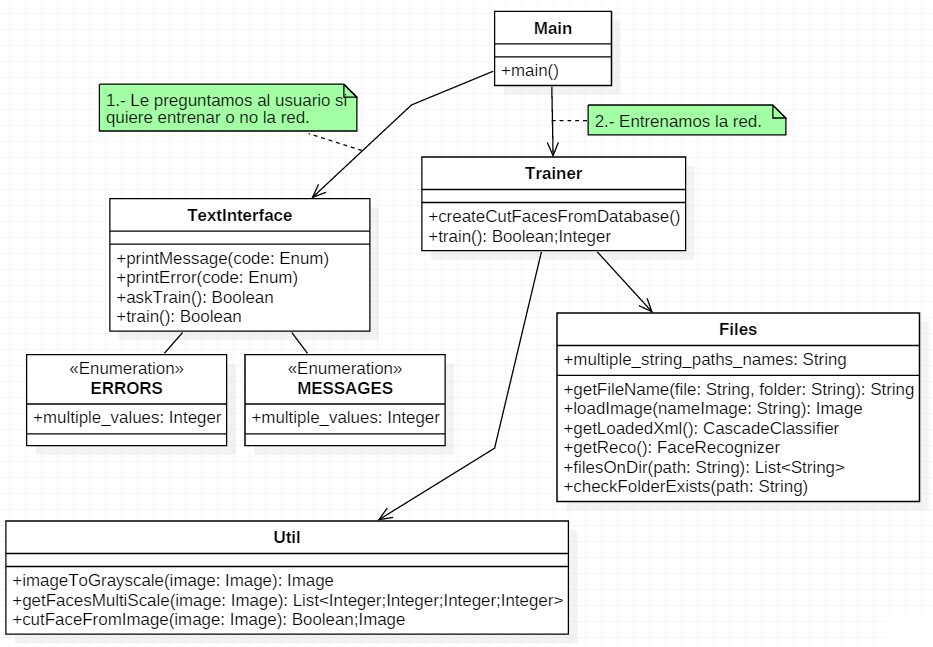 Main
+main()
1.- Le preguntamos al usuario si
quiere entrenar o no la red.
2.- Entrenamos la red.
Trainer
+createCutFacesFromDatabase()
+train(): Boolean;Integer
TextInterface
+printMessage(code: Enum)
+printError(code: Enum)
+askTrain(): Boolean
+train(): Boolean
«Enumeration»
ERRORS
+multiple_values: Integer
«Enumeration»
MESSAGES
+multiple_values: Integer
Files
+multiple_string_paths_names: String
+getFileName(file: String, folder: String): String
+loadImage(nameImage: String): Image
+getLoadedXml(): CascadeClassifier
+getReco(): FaceRecognizer
+filesOnDir(path: String): List<String>
+checkFolderExists(path: String)
Util
+imageToGrayscale(image: Image): Image
+getFacesMultiScale(image: Image): List<Integer;Integer;Integer;Integer>
+cutFaceFromImage(image: Image): Boolean;Image